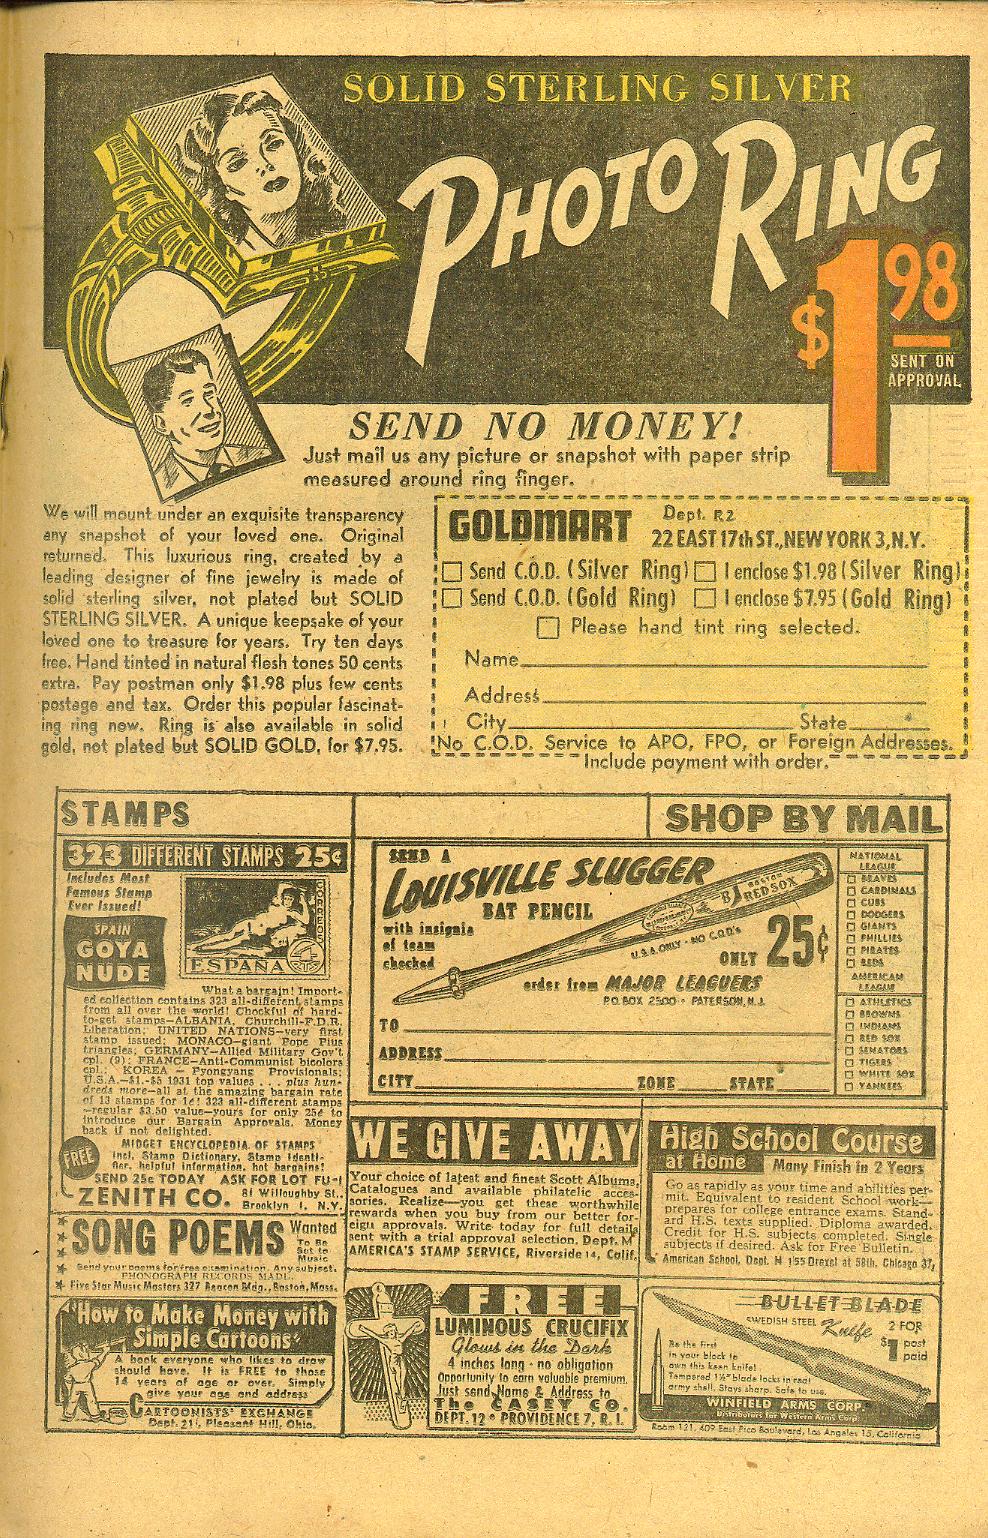 SOLID STERLING SILVER
PHOTO RING
$1.98
SENT ON
APPROVAL
SEND NO MONEY!
Just mail us any picture or snapshot with paper strip
measured around ring finger.
We will mount under an exquisite transparency
any snapshot of your loved one. Original
returned. This luxurious ring, created by a
leading designer of fine jewelry is made of
solid sterling silver, not plated but SOLID
STERLING SILVER. A unique keepsake of your
loved one to treasure for years. Try ten days
free. Hand tinted in natural flesh tones 50 cents
extra. Pay postman only $1.98 plus few cents
postage and tax. Order this popular fascinat-
ing ring now. Ring is also available in solid
gold, not plated but SOLID GOLD, for $7.95.
GOLDMART Dept. R2
22 EAST 17th ST., NEW YORK 3, N.Y.
Send C.O.D. (Silver Ring) I enclose $1.98 (Silver Ring)
Send C.O.D. (Gold Ring) I enclose $7.95 (Gold Ring)
Please hand tint ring selected.
Name
Address
City State
No C.O.D. Service to APO, FPO, or Foreign Addresses.
Include payment with order.
STAMPS
SHOP BY MAIL
323 DIFFERENT STAMPS 25¢
Includes Most
Famous Stamp
Ever Issued!
SPAIN
GOYA
NUDE
CORREOS
ESPAÑA
What a bargain! Import-
ed collection contains 323 all-different stamps
from all over the world! Chockful of hard-
to-get stamps—ALBANIA, Churchill-F.D.R.
Liberation; UNITED NATIONS—very first
stamp issued; MONACO—giant Pope Pius
triangles; GERMANY—Allied Military Gov't
cpl. (9); FRANCE—Anti-Communist bicolors
cpl.; KOREA — Pyongyang Provisionals;
U.S.A.—$1.-$5 1931 top values . . . plus hun-
dreds more—all at the amazing bargain rate
of 13 stamps for 1¢! 323 all-different stamps
—regular $3.50 value—yours for only 25¢ to
introduce our Bargain Approvals. Money
back if not delighted.
FREE
MIDGET ENCYCLOPEDIA OF STAMPS
incl. Stamp Dictionary, Stamp Identi-
fier, helpful information, hot bargains!
SEND 25¢ TODAY ASK FOR LOT FU-1
ZENITH CO. 81 Willoughby St.,
Brooklyn 1, N.Y.
SEND A
LOUISVILLE SLUGGER
BAT PENCIL
with insignia
of team
checked
B BOSTON
RED SOX
U.S.A ONLY - NO C.O.D's
ONLY 25¢
order from MAJOR LEAGUERS
P.O. BOX 2500 • PATERSON, N.J.
TO
ADDRESS
CITY ZONE STATE
NATIONAL
LEAGUE
BRAVES
CARDINALS
CUBS
DODGERS
GIANTS
PHILLIES
PIRATES
REDS
AMERICAN
LEAGUE
ATHLETICS
BROWNS
INDIANS
RED SOX
SENATORS
TIGERS
WHITE SOX
YANKEES
WE GIVE AWAY
Your choice of latest and finest Scott Albums,
Catalogues and available philatelic acces-
sories. Realize—you get these worthwhile
rewards when you buy from our better for-
eign approvals. Write today for full details
sent with a trial approval selection. Dept. M
AMERICA'S STAMP SERVICE, Riverside 14, Calif.
High School Course
at Home Many Finish in 2 Years
Go as rapidly as your time and abilities per-
mit. Equivalent to resident School work—
prepares for college entrance exams. Stand-
ard H.S. texts supplied. Diploma awarded.
Credit for H.S. subjects completed. Single
subjects if desired. Ask for Free Bulletin.
American School, Dept. H 155 Drexel at 58th, Chicago 37,
SONG POEMS Wanted
To Be
Set to
Music
Send your poems for free examination. Any subject.
PHONOGRAPH RECORDS MADE.
Five Star Music Masters 327 Beacon Bldg., Boston, Mass.
"How to Make Money with
Simple Cartoons"
A book everyone who likes to draw
should have. It is FREE to those
14 years of age or over. Simply
give your age and address
CARTOONISTS' EXCHANGE
Pleasant Hill, Ohio.
FREE
LUMINOUS CRUCIFIX
Glows in the Dark
4 inches long - no obligation
Opportunity to earn valuable premium.
Just send Name & Address to
The CASEY CO.
DEPT. 12 • PROVIDENCE 7, R. I.
BULLET BLADE
SWEDISH STEEL Knife 2 FOR
$1 post
paid
Be the first
in your block to
own this keen knife!
Tempered 1½" blade locks in real
army shell. Stays sharp. Safe to use.
WINFIELD ARMS CORP.
Distributors for Western Arms Corp
Room 121, 409 East Pico Boulevard, Los Angeles 15, California